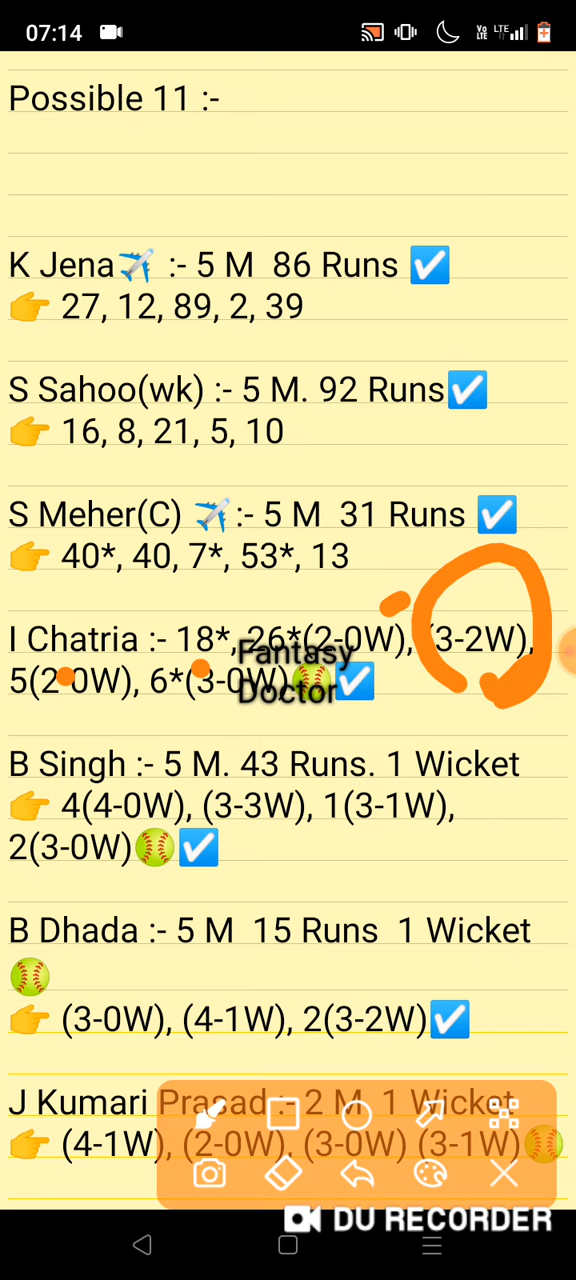 07:14
Vo LTE LTE
Possible 11 :-
K Jena✈️ :- 5 M 86 Runs ✅
👉 27, 12, 89, 2, 39
S Sahoo(wk) :- 5 M. 92 Runs✅
👉 16, 8, 21, 5, 10
S Meher(C) ✈️:- 5 M 31 Runs ✅
👉 40*, 40, 7*, 53*, 13
I Chatria :- 18*, 26*(2-0W), (3-2W),
Fantasy
5(2-0W), 6*(3-0W)🥎✅
Doctor
B Singh :- 5 M. 43 Runs. 1 Wicket
👉 4(4-0W), (3-3W), 1(3-1W),
2(3-0W)🥎✅
B Dhada :- 5 M 15 Runs 1 Wicket
🥎
👉 (3-0W), (4-1W), 2(3-2W)✅
J Kumari Prasad :- 2 M 1 Wicket
👉 (4-1W), (2-0W), (3-0W) (3-1W)🥎
DU RECORDER